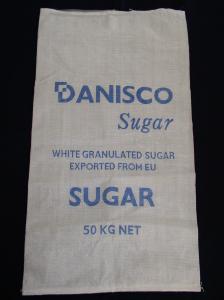 DANISCO
Sugar
WHITE GRANULATED SUGAR
EXPORTED FROM EU
SUGAR
50 KG NET